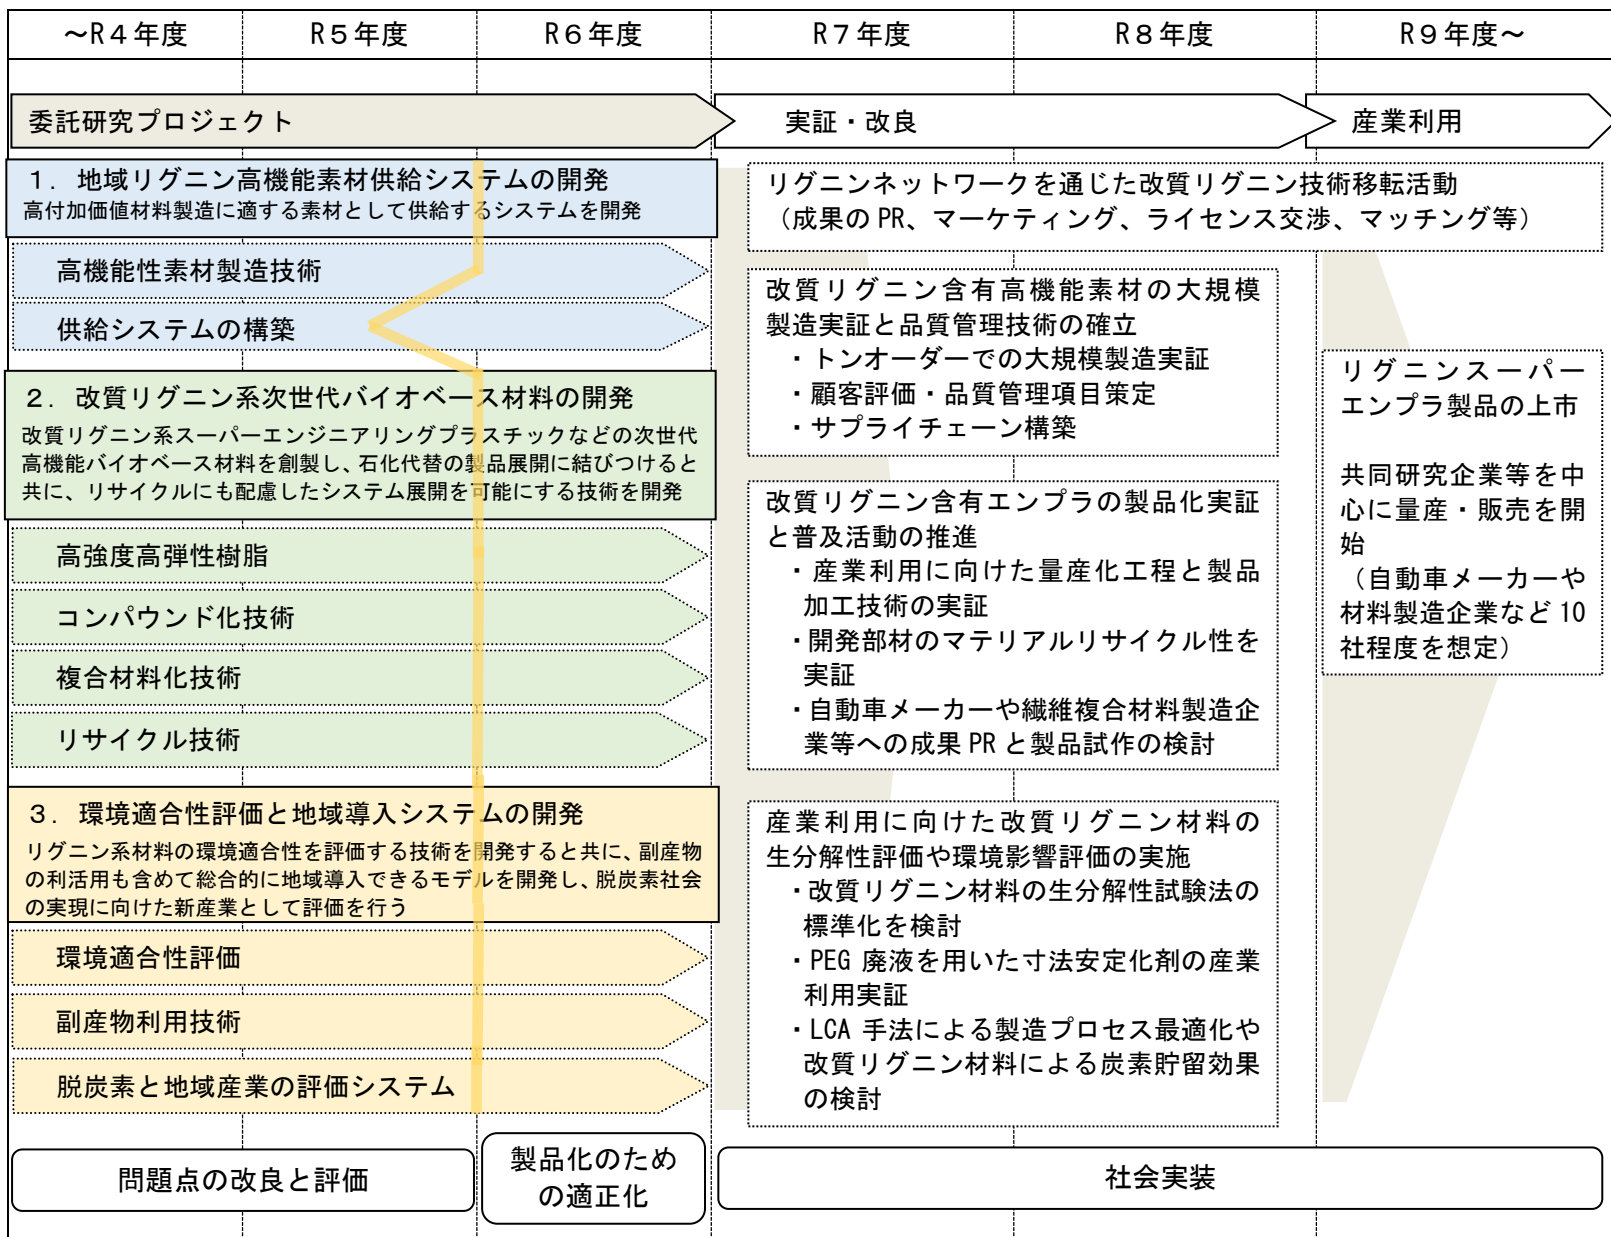 ～R４年度
R５年度
R６年度
R７年度
R８年度
R９年度～
委託研究プロジェクト
実証・改良
産業利用
１．地域リグニン高機能素材供給システムの開発
高付加価値材料製造に適する素材として供給するシステムを開発
高機能性素材製造技術
供給システムの構築
２．改質リグニン系次世代バイオベース材料の開発
改質リグニン系スーパーエンジニアリングプラスチックなどの次世代
高機能バイオベース材料を創製し、石化代替の製品展開に結びつけると
共に、リサイクルにも配慮したシステム展開を可能にする技術を開発
高強度高弾性樹脂
コンパウンド化技術
複合材料化技術
リサイクル技術
３．環境適合性評価と地域導入システムの開発
リグニン系材料の環境適合性を評価する技術を開発すると共に、副産物
の利活用も含めて総合的に地域導入できるモデルを開発し、脱炭素社会
の実現に向けた新産業として評価を行う
環境適合性評価
副産物利用技術
脱炭素と地域産業の評価システム
リグニンネットワークを通じた改質リグニン技術移転活動
（成果の PR、マーケティング、ライセンス交渉、マッチング等）
改質リグニン含有高機能素材の大規模
製造実証と品質管理技術の確立
・トンオーダーでの大規模製造実証
・顧客評価・品質管理項目策定
・サプライチェーン構築
改質リグニン含有エンプラの製品化実証
と普及活動の推進
・産業利用に向けた量産化工程と製品
加工技術の実証
・開発部材のマテリアルリサイクル性を
実証
・自動車メーカーや繊維複合材料製造企
業等への成果 PR と製品試作の検討
産業利用に向けた改質リグニン材料の
生分解性評価や環境影響評価の実施
・改質リグニン材料の生分解性試験法の
標準化を検討
・PEG 廃液を用いた寸法安定化剤の産業
利用実証
・LCA 手法による製造プロセス最適化や
改質リグニン材料による炭素貯留効果
の検討
リグニンスーパー
エンプラ製品の上市
共同研究企業等を中
心に量産・販売を開
始
（自動車メーカーや
材料製造企業など 10
社程度を想定）
問題点の改良と評価
製品化のため
の適正化
社会実装